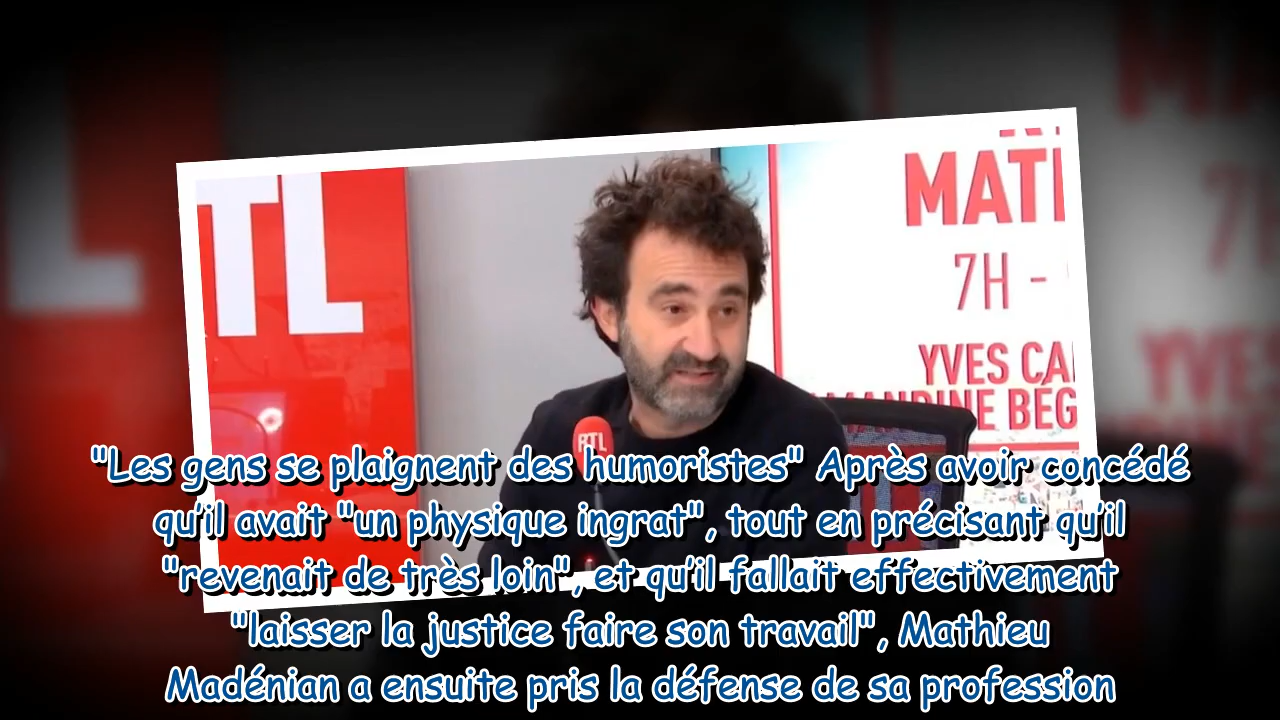 TL
MAT
7H -
YVES CA
MANDINE BÉG
RTL
"Les gens se plaignent des humoristes" Après avoir concédé
qu'il avait "un physique ingrat", tout en précisant qu'il
"revenait de très loin", et qu'il fallait effectivement
"laisser la justice faire son travail", Mathieu
Madénian a ensuite pris la défense de sa profession